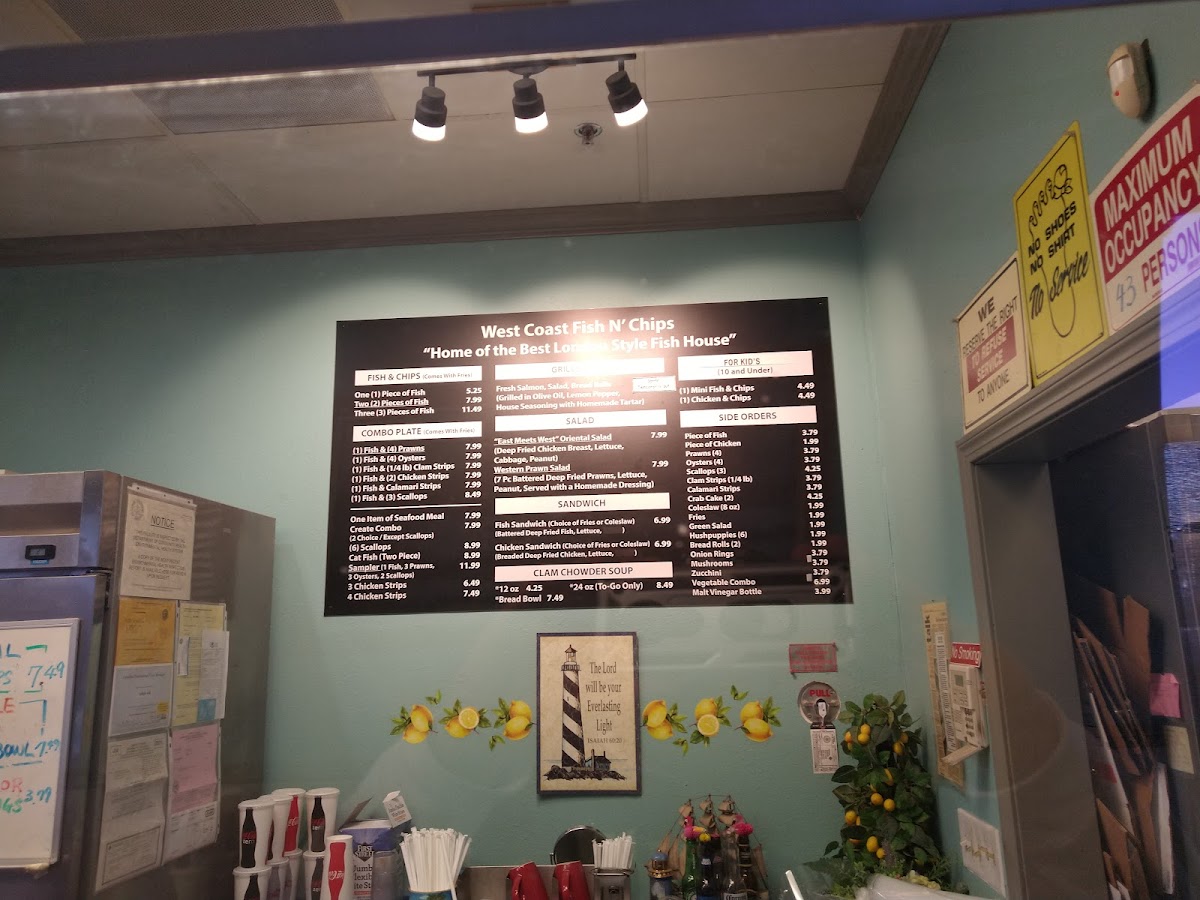 West Coast Fish N' Chips
"Home of the Best London Style Fish House"
FISH & CHIPS (Comes With Fries)
One (1) Piece of Fish 5.25
Two (2) Pieces of Fish 7.99
Three (3) Pieces of Fish 11.49
COMBO PLATE (Comes With Fries)
(1) Fish & (4) Prawns 7.99
(1) Fish & (4) Oysters 7.99
(1) Fish & (1/4 lb) Clam Strips 7.99
(1) Fish & (2) Chicken Strips 7.99
(1) Fish & Calamari Strips 7.99
(1) Fish & (3) Scallops 8.49
One Item of Seafood Meal 7.99
Create Combo 7.99
(2 Choice / Except Scallops)
(6) Scallops 8.99
Cat Fish (Two Piece) 8.99
Sampler (1 Fish, 3 Prawns, 11.99
3 Oysters, 2 Scallops)
3 Chicken Strips 6.49
4 Chicken Strips 7.49
Fresh Salmon, Salad, Bread Rolls
(Grilled in Olive Oil, Lemon Pepper,
House Seasoning with Homemade Tartar)
SALAD
"East Meets West" Oriental Salad 7.99
(Deep Fried Chicken Breast, Lettuce,
Cabbage, Peanut)
Western Prawn Salad 7.99
(7 Pc Battered Deep Fried Prawns, Lettuce,
Peanut, Served with a Homemade Dressing)
SANDWICH
Fish Sandwich (Choice of Fries or Coleslaw) 6.99
(Battered Deep Fried Fish, Lettuce, )
Chicken Sandwich (Choice of Fries or Coleslaw) 6.99
(Breaded Deep Fried Chicken, Lettuce, )
CLAM CHOWDER SOUP
*12 oz 4.25 *24 oz (To-Go Only) 8.49
*Bread Bowl 7.49
FOR KID'S
(10 and Under)
(1) Mini Fish & Chips 4.49
(1) Chicken & Chips 4.49
SIDE ORDERS
Piece of Fish 3.79
Piece of Chicken 1.99
Prawns (4) 3.79
Oysters (4) 3.79
Scallops (3) 4.25
Clam Strips (1/4 lb) 3.79
Calamari Strips 3.79
Crab Cake (2) 4.25
Coleslaw (8 oz) 1.99
Fries 1.99
Green Salad 1.99
Hushpuppies (6) 1.99
Bread Rolls (2) 1.99
Onion Rings 3.79
Mushrooms 3.79
Zucchini 3.79
Vegetable Combo 6.99
Malt Vinegar Bottle 3.99
WE
RESERVE THE RIGHT
TO REFUSE
SERVICE
TO ANYONE
NO SHOES
NO SHIRT
No Service
MAXIMUM
OCCUPANCY
43 PERSONS
NOTICE
7.49
BOWL 7.99
3.79
The Lord
will be your
Everlasting
Light
ISAIAH 60:20
PULL
talk
No Smoking